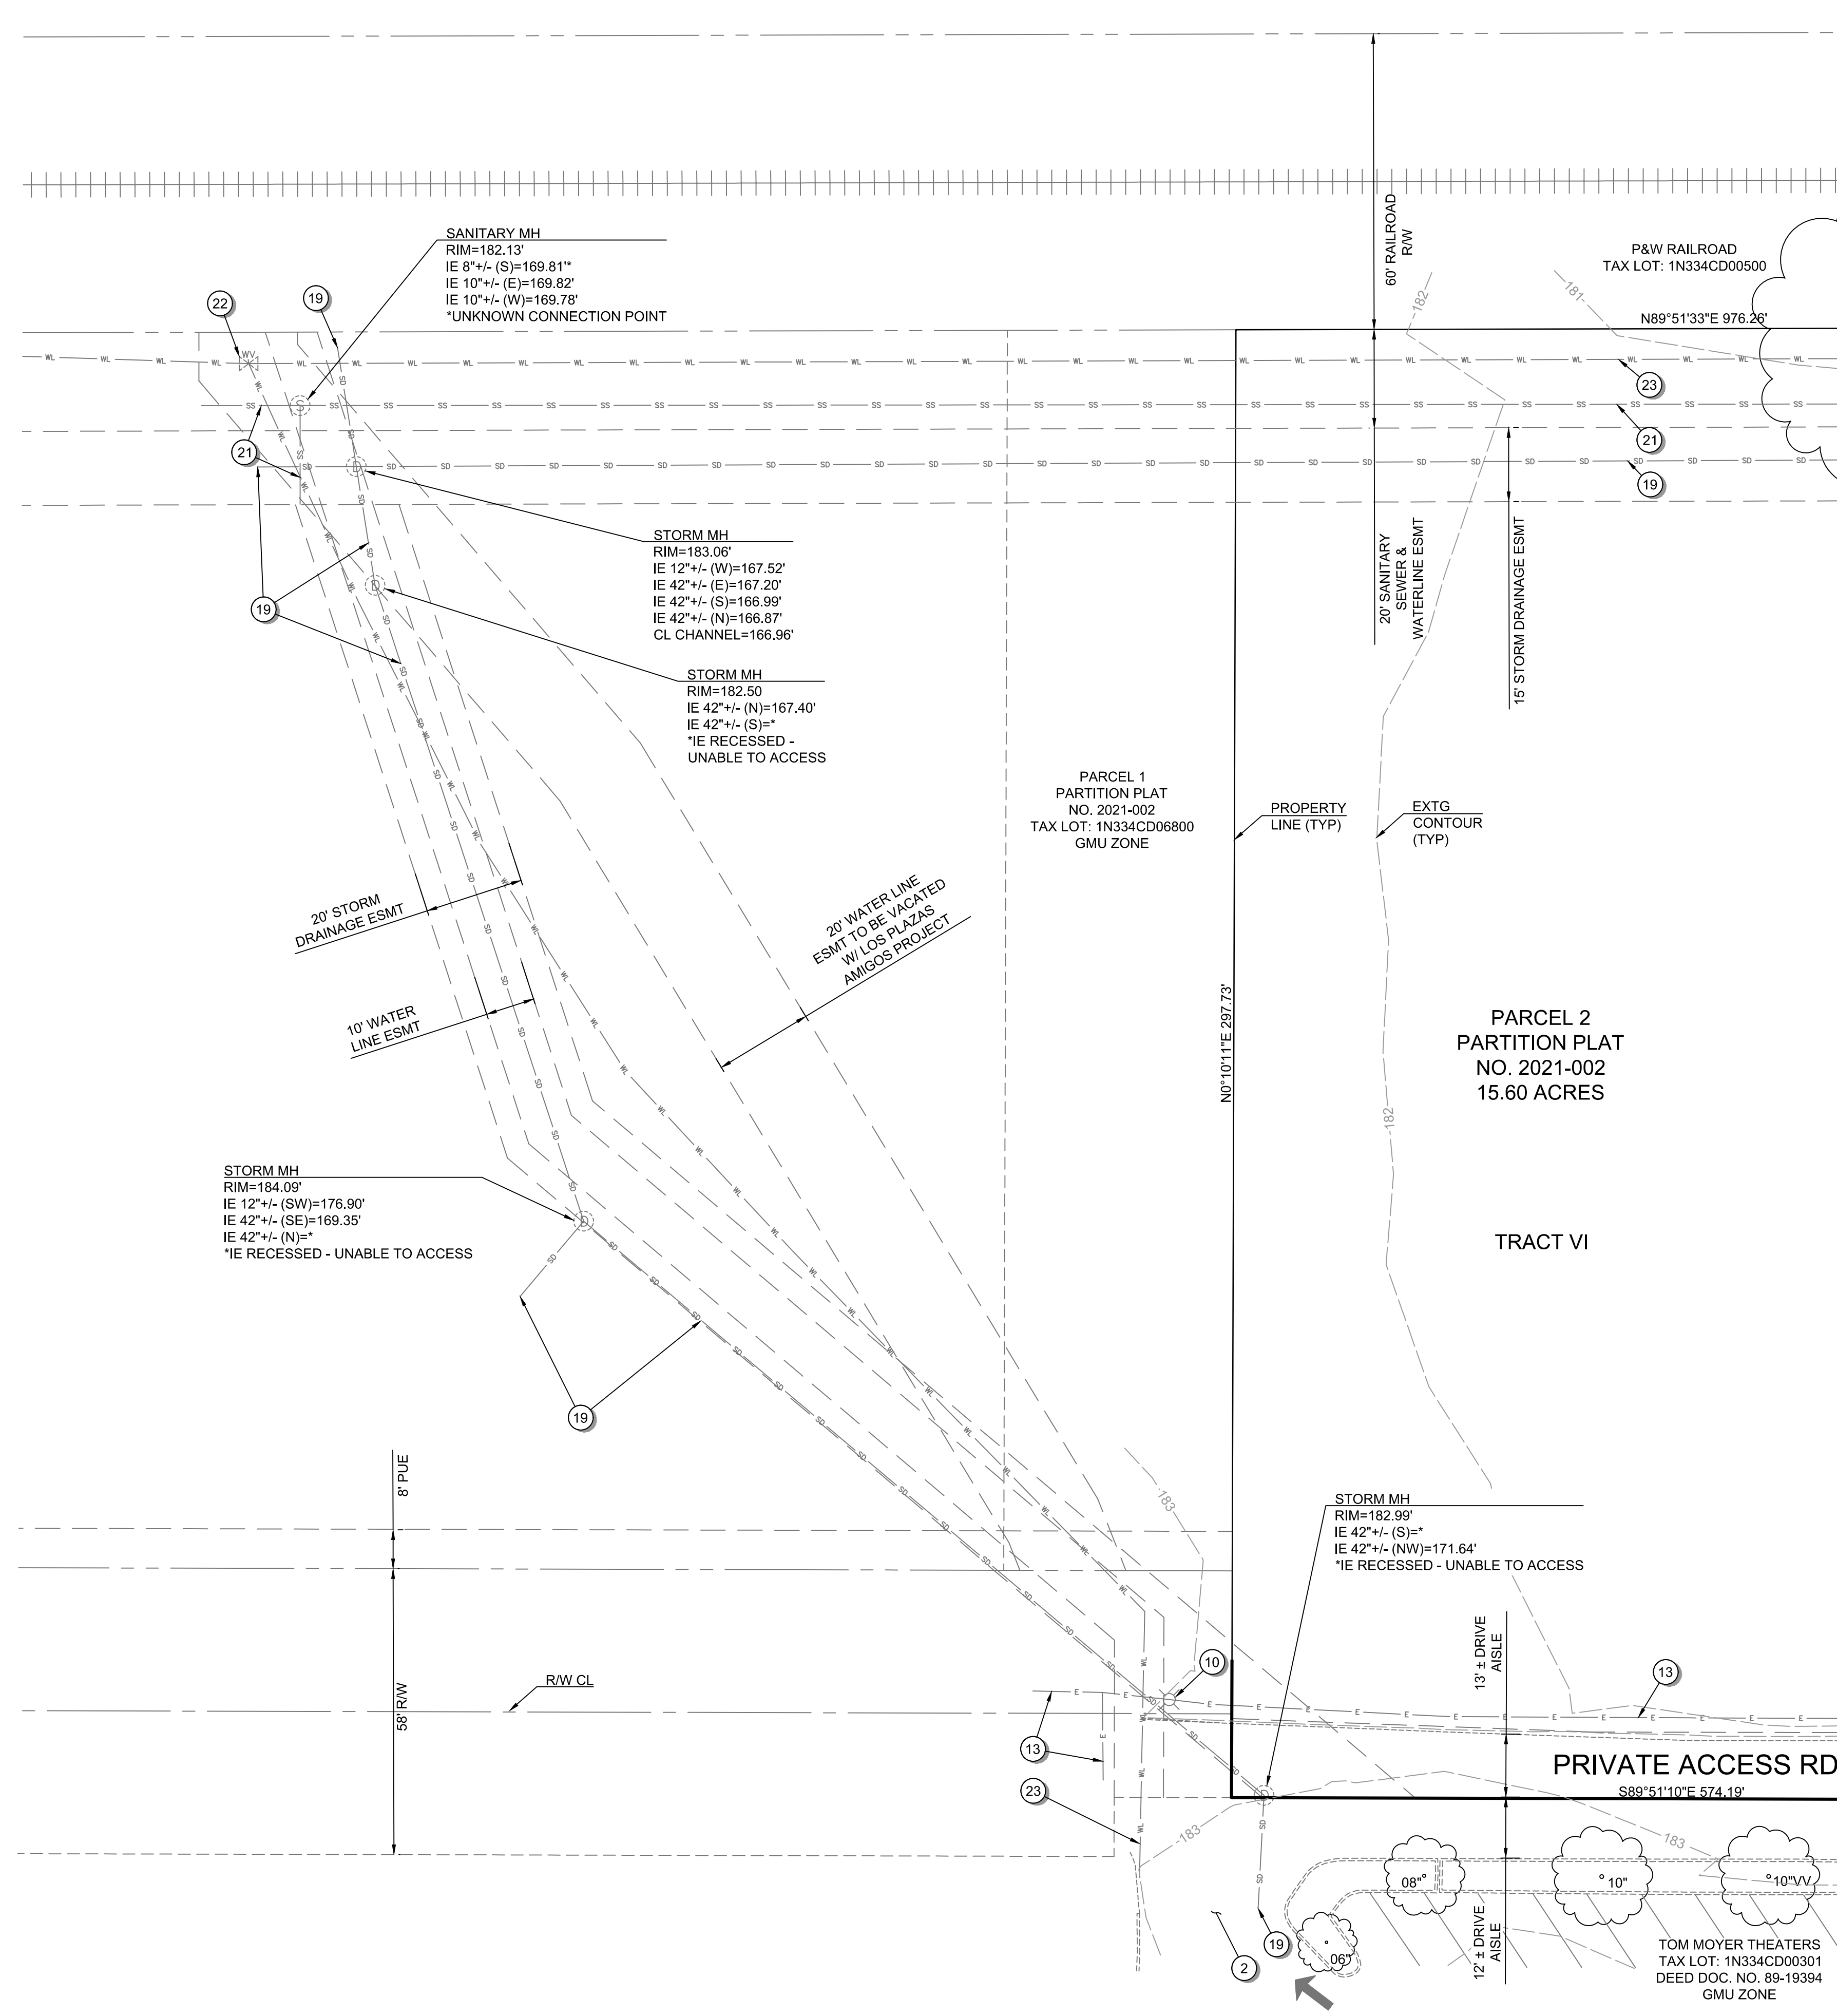 60' RAILROAD
R/W
P&W RAILROAD
TAX LOT: 1N334CD00500
-182
-181-
N89°51'33"E 976.26'
SANITARY MH
RIM=182.13'
IE 8"+/- (S)=169.81'*
IE 10"+/- (E)=169.82'
IE 10"+/- (W)=169.78'
*UNKNOWN CONNECTION POINT
22
19
WV
WL
SS
SD
S
D
23
21
19
21
19
STORM MH
RIM=183.06'
IE 12"+/- (W)=167.52'
IE 42"+/- (E)=167.20'
IE 42"+/- (S)=166.99'
IE 42"+/- (N)=166.87'
CL CHANNEL=166.96'
20' SANITARY
SEWER &
WATERLINE ESMT
15' STORM DRAINAGE ESMT
STORM MH
RIM=182.50
IE 42"+/- (N)=167.40'
IE 42"+/- (S)=*
*IE RECESSED -
UNABLE TO ACCESS
PARCEL 1
PARTITION PLAT
NO. 2021-002
TAX LOT: 1N334CD06800
GMU ZONE
PROPERTY
LINE (TYP)
EXTG
CONTOUR
(TYP)
20' STORM
DRAINAGE ESMT
20' WATER LINE
ESMT TO BE VACATED
W/ LOS PLAZAS
AMIGOS PROJECT
10' WATER
LINE ESMT
N0°10'11"E 297.73'
PARCEL 2
PARTITION PLAT
NO. 2021-002
15.60 ACRES
-182
TRACT VI
STORM MH
RIM=184.09'
IE 12"+/- (SW)=176.90'
IE 42"+/- (SE)=169.35'
IE 42"+/- (N)=*
*IE RECESSED - UNABLE TO ACCESS
19
8' PUE
-183
STORM MH
RIM=182.99'
IE 42"+/- (S)=*
IE 42"+/- (NW)=171.64'
*IE RECESSED - UNABLE TO ACCESS
58' R/W
R/W CL
10
13' ± DRIVE
AISLE
13
E
13
23
PRIVATE ACCESS RD
S89°51'10"E 574.19'
-183
183
08"
10"
10"VV
06"
12' ± DRIVE
AISLE
19
2
TOM MOYER THEATERS
TAX LOT: 1N334CD00301
DEED DOC. NO. 89-19394
GMU ZONE